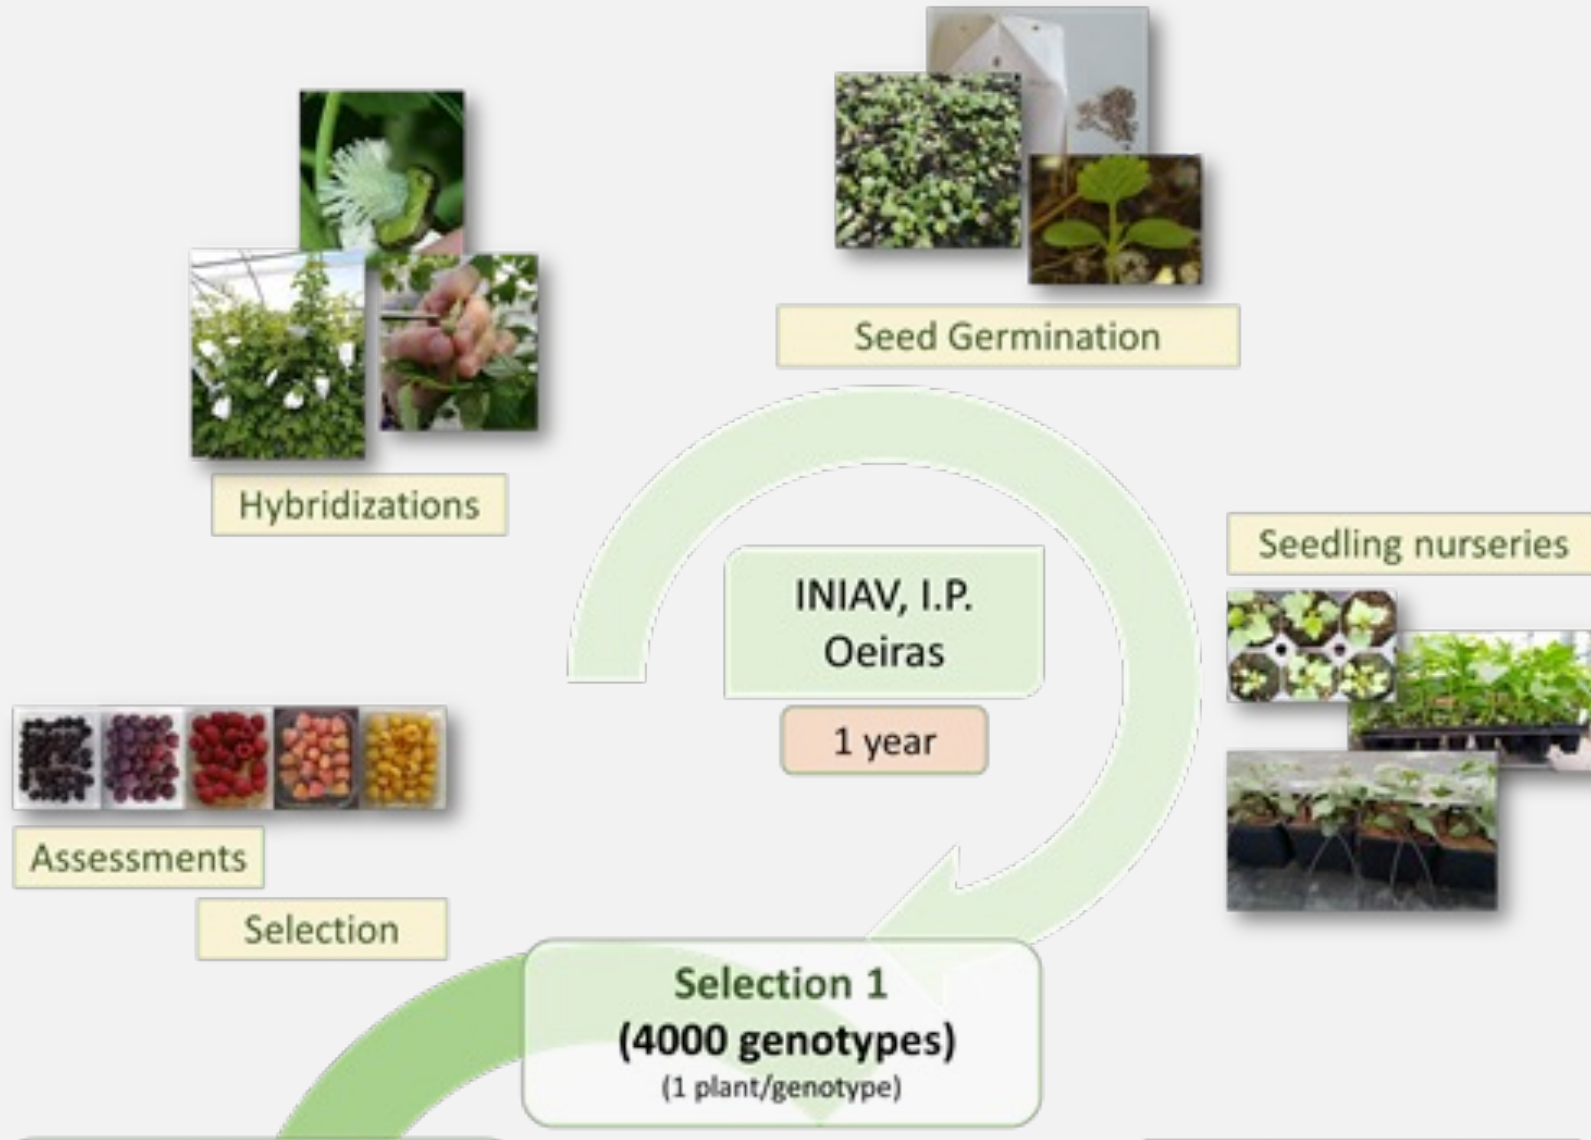 Seed Germination
Hybridizations
Seedling nurseries
INIAV, I.P.
Oeiras
1 year
Assessments
Selection
Selection 1
(4000 genotypes)
(1 plant/genotype)